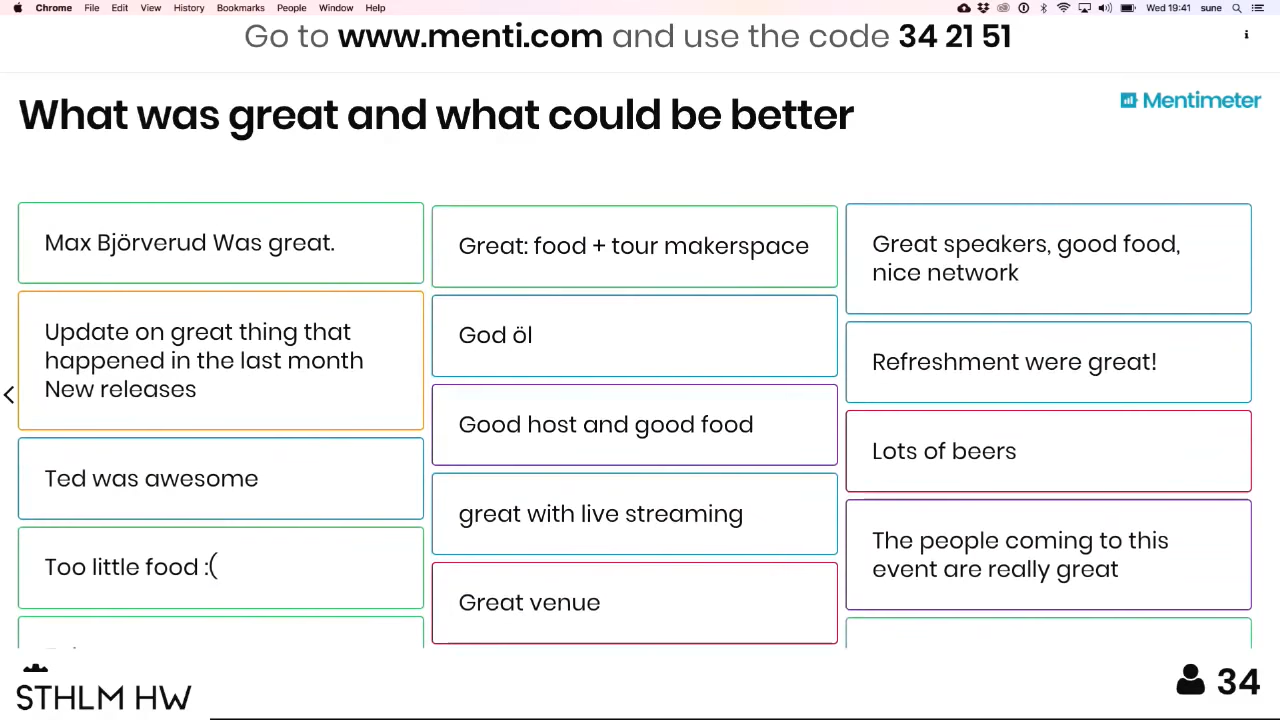 Chrome File Edit View History Bookmarks People Window Help Wed 19:41 sune
Go to www.menti.com and use the code 34 21 51
i
What was great and what could be better
Mentimeter
Max Björverud Was great.
Update on great thing that
happened in the last month
New releases
Ted was awesome
Too little food :(
Great: food + tour makerspace
God öl
Good host and good food
great with live streaming
Great venue
Great speakers, good food,
nice network
Refreshment were great!
Lots of beers
The people coming to this
event are really great
STHLM HW
34